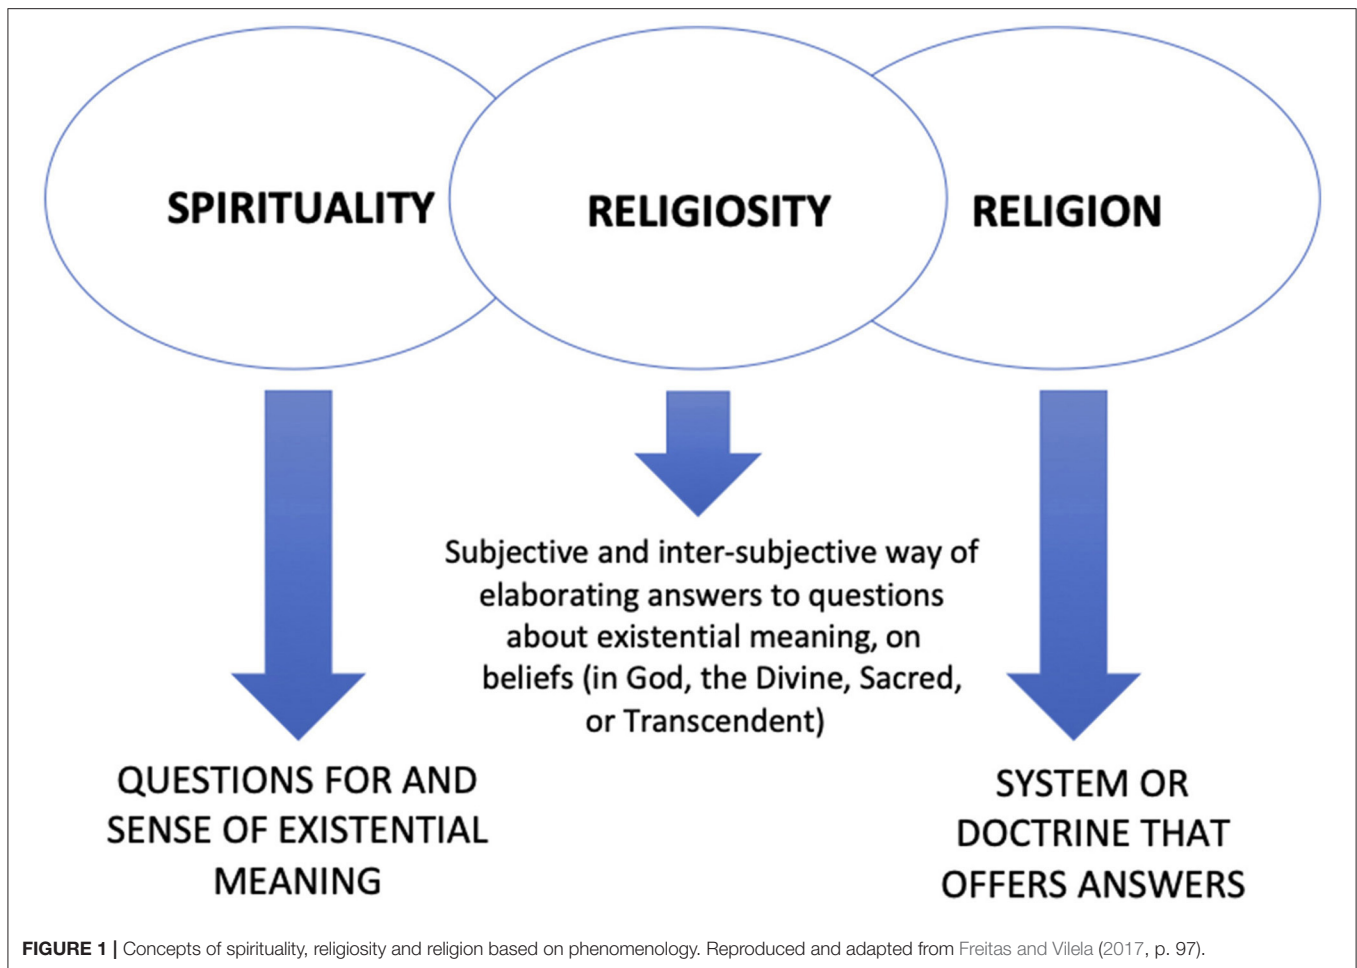 SPIRITUALITY
RELIGIOSITY
RELIGION
Subjective and inter-subjective way of
elaborating answers to questions
about existential meaning, on
beliefs (in God, the Divine, Sacred,
or Transcendent)
QUESTIONS FOR AND
SENSE OF EXISTENTIAL
MEANING
SYSTEM OR
DOCTRINE THAT
OFFERS ANSWERS
FIGURE 1 | Concepts of spirituality, religiosity and religion based on phenomenology. Reproduced and adapted from Freitas and Vilela (2017, p. 97).